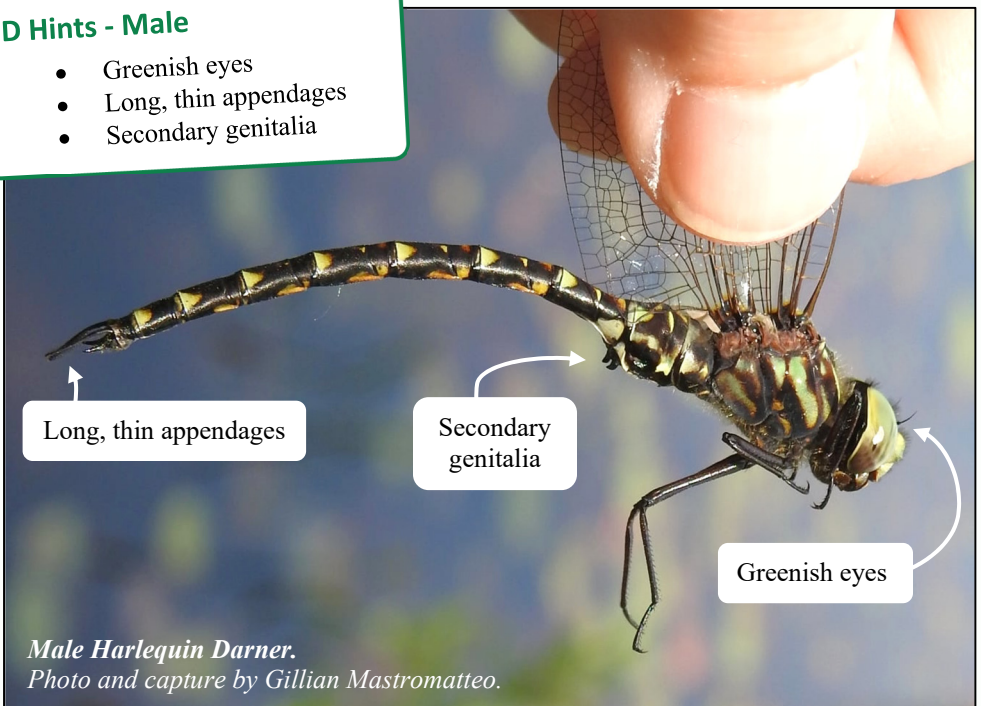 D Hints - Male
• Greenish eyes
• Long, thin appendages
• Secondary genitalia
Long, thin appendages
Secondary
genitalia
Greenish eyes
Male Harlequin Darner.
Photo and capture by Gillian Mastromatteo.